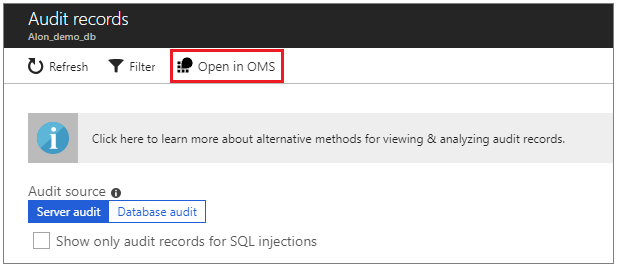 Audit records
Alon_demo_db
Refresh Filter Open in OMS
Click here to learn more about alternative methods for viewing & analyzing audit records.
Audit source
Server audit Database audit
Show only audit records for SQL injections